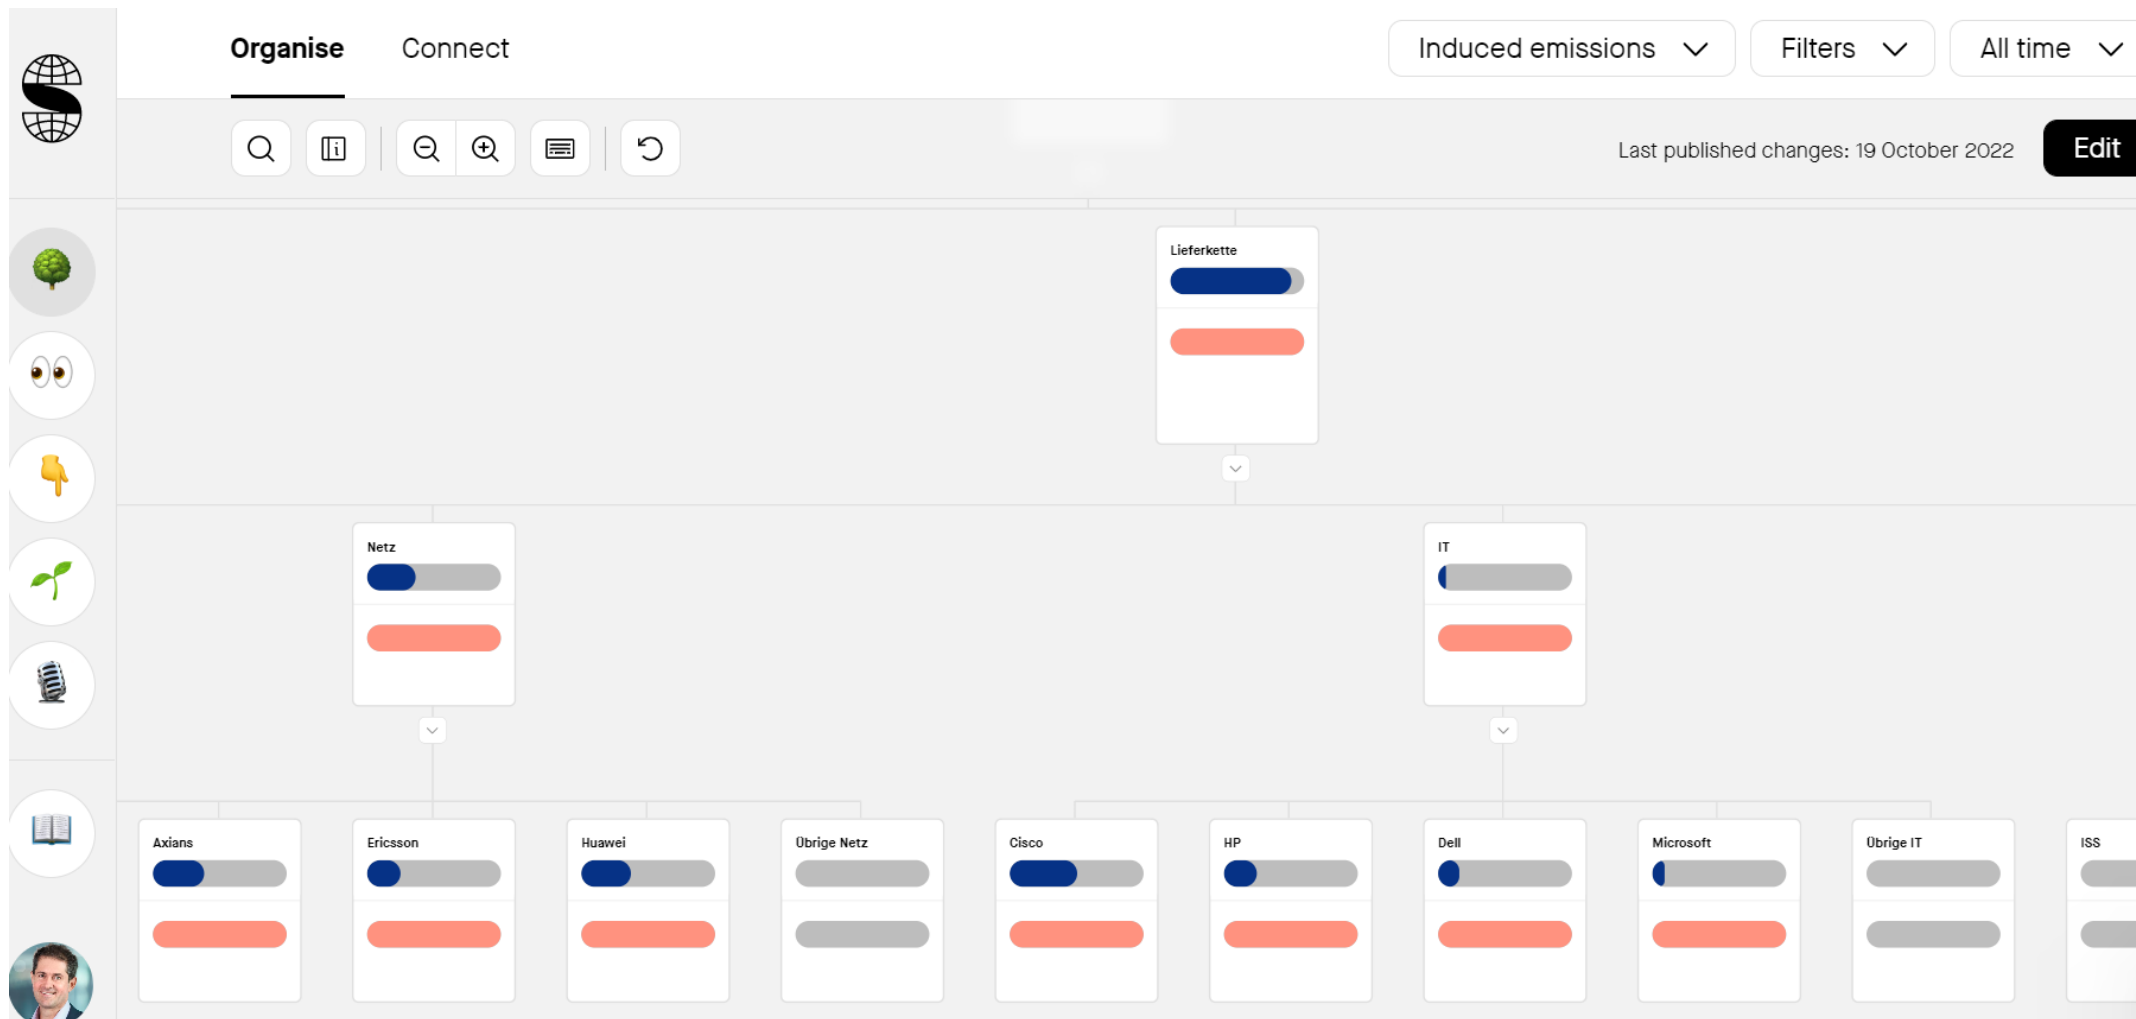 Organise Connect Induced emissions Filters All time
Last published changes: 19 October 2022 Edit
Lieferkette
Netz IT
Axians Ericsson Huawei Übrige Netz Cisco HP Dell Microsoft Übrige IT ISS